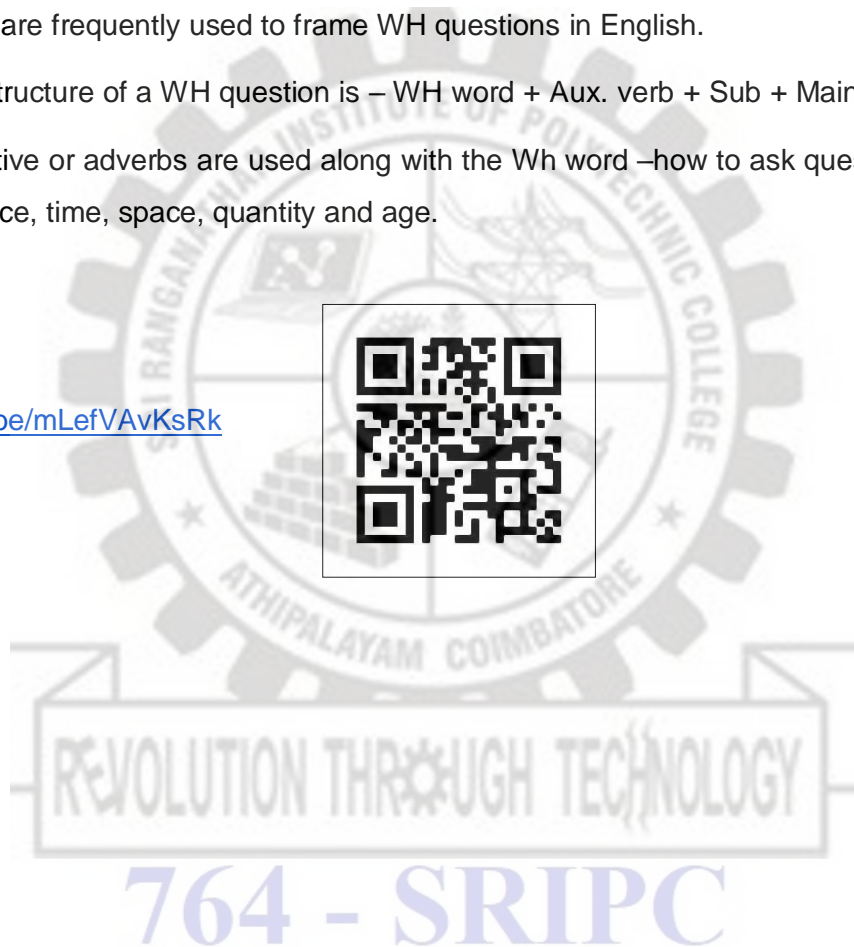 are frequently used to frame WH questions in English.
tructure of a WH question is – WH word + Aux. verb + Sub + Main
tive or adverbs are used along with the Wh word –how to ask que
ce, time, space, quantity and age.
be/mLefVAvKsRk
SRI RANGANATHAR INSTITUTE OF POLYTECHNIC COLLEGE
ATHIPALAYAM COIMBATORE
REVOLUTION THROUGH TECHNOLOGY
764 - SRIPC